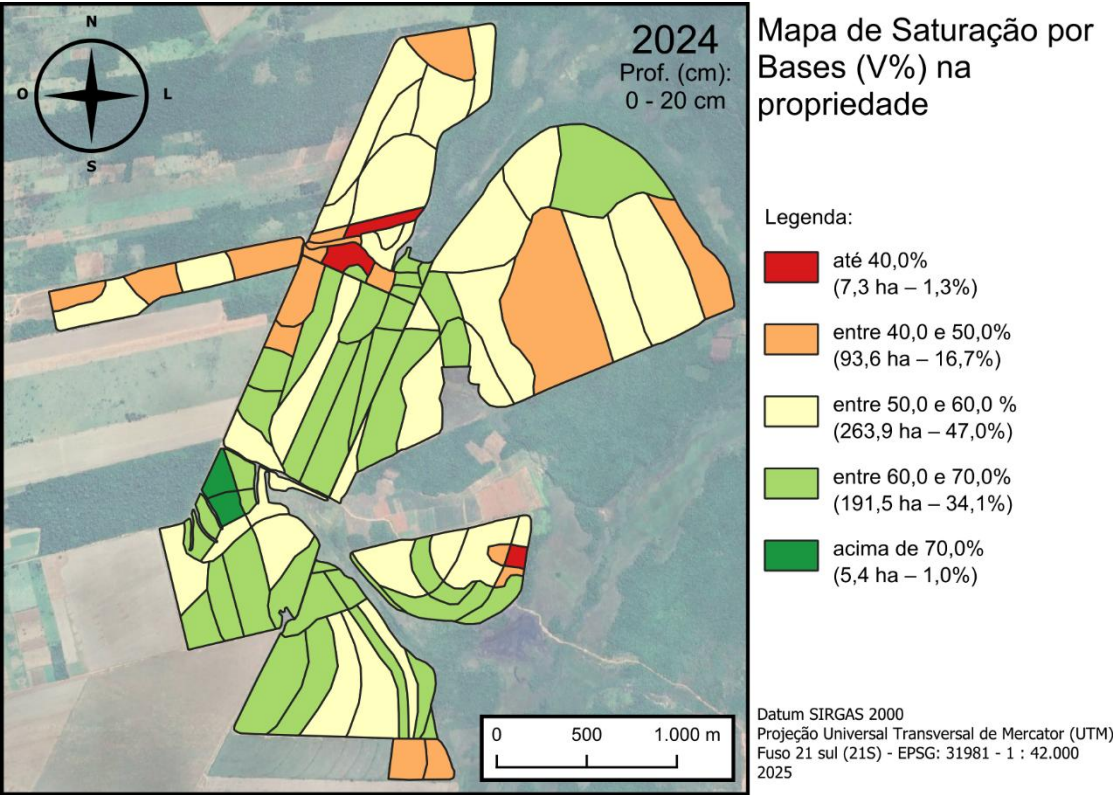 Mapa de Saturação por
Bases (V%) na
propriedade
N
O
L
S
2024
Prof. (cm):
0 - 20 cm
Legenda:
até 40,0%
(7,3 ha – 1,3%)
entre 40,0 e 50,0%
(93,6 ha – 16,7%)
entre 50,0 e 60,0 %
(263,9 ha – 47,0%)
entre 60,0 e 70,0%
(191,5 ha – 34,1%)
acima de 70,0%
(5,4 ha – 1,0%)
0 500 1.000 m
Datum SIRGAS 2000
Projeção Universal Transversal de Mercator (UTM)
Fuso 21 sul (21S) - EPSG: 31981 - 1 : 42.000
2025